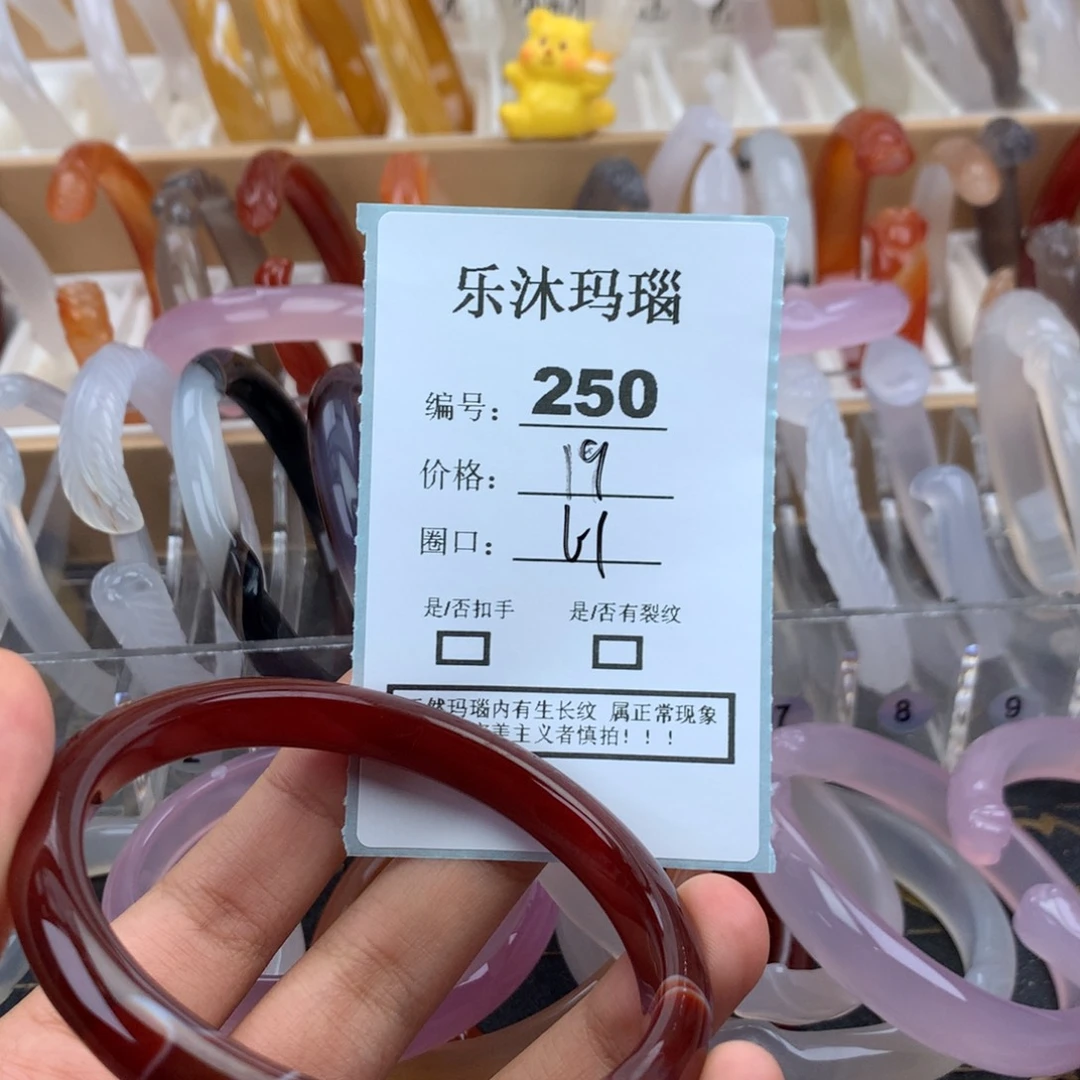 乐沐玛瑙
编号： 250
价格： 19
圈口： 61
是/否扣手 是/否有裂纹
然玛瑙内有生长纹 属正常现象
美主义者慎拍！！！
7 8 9